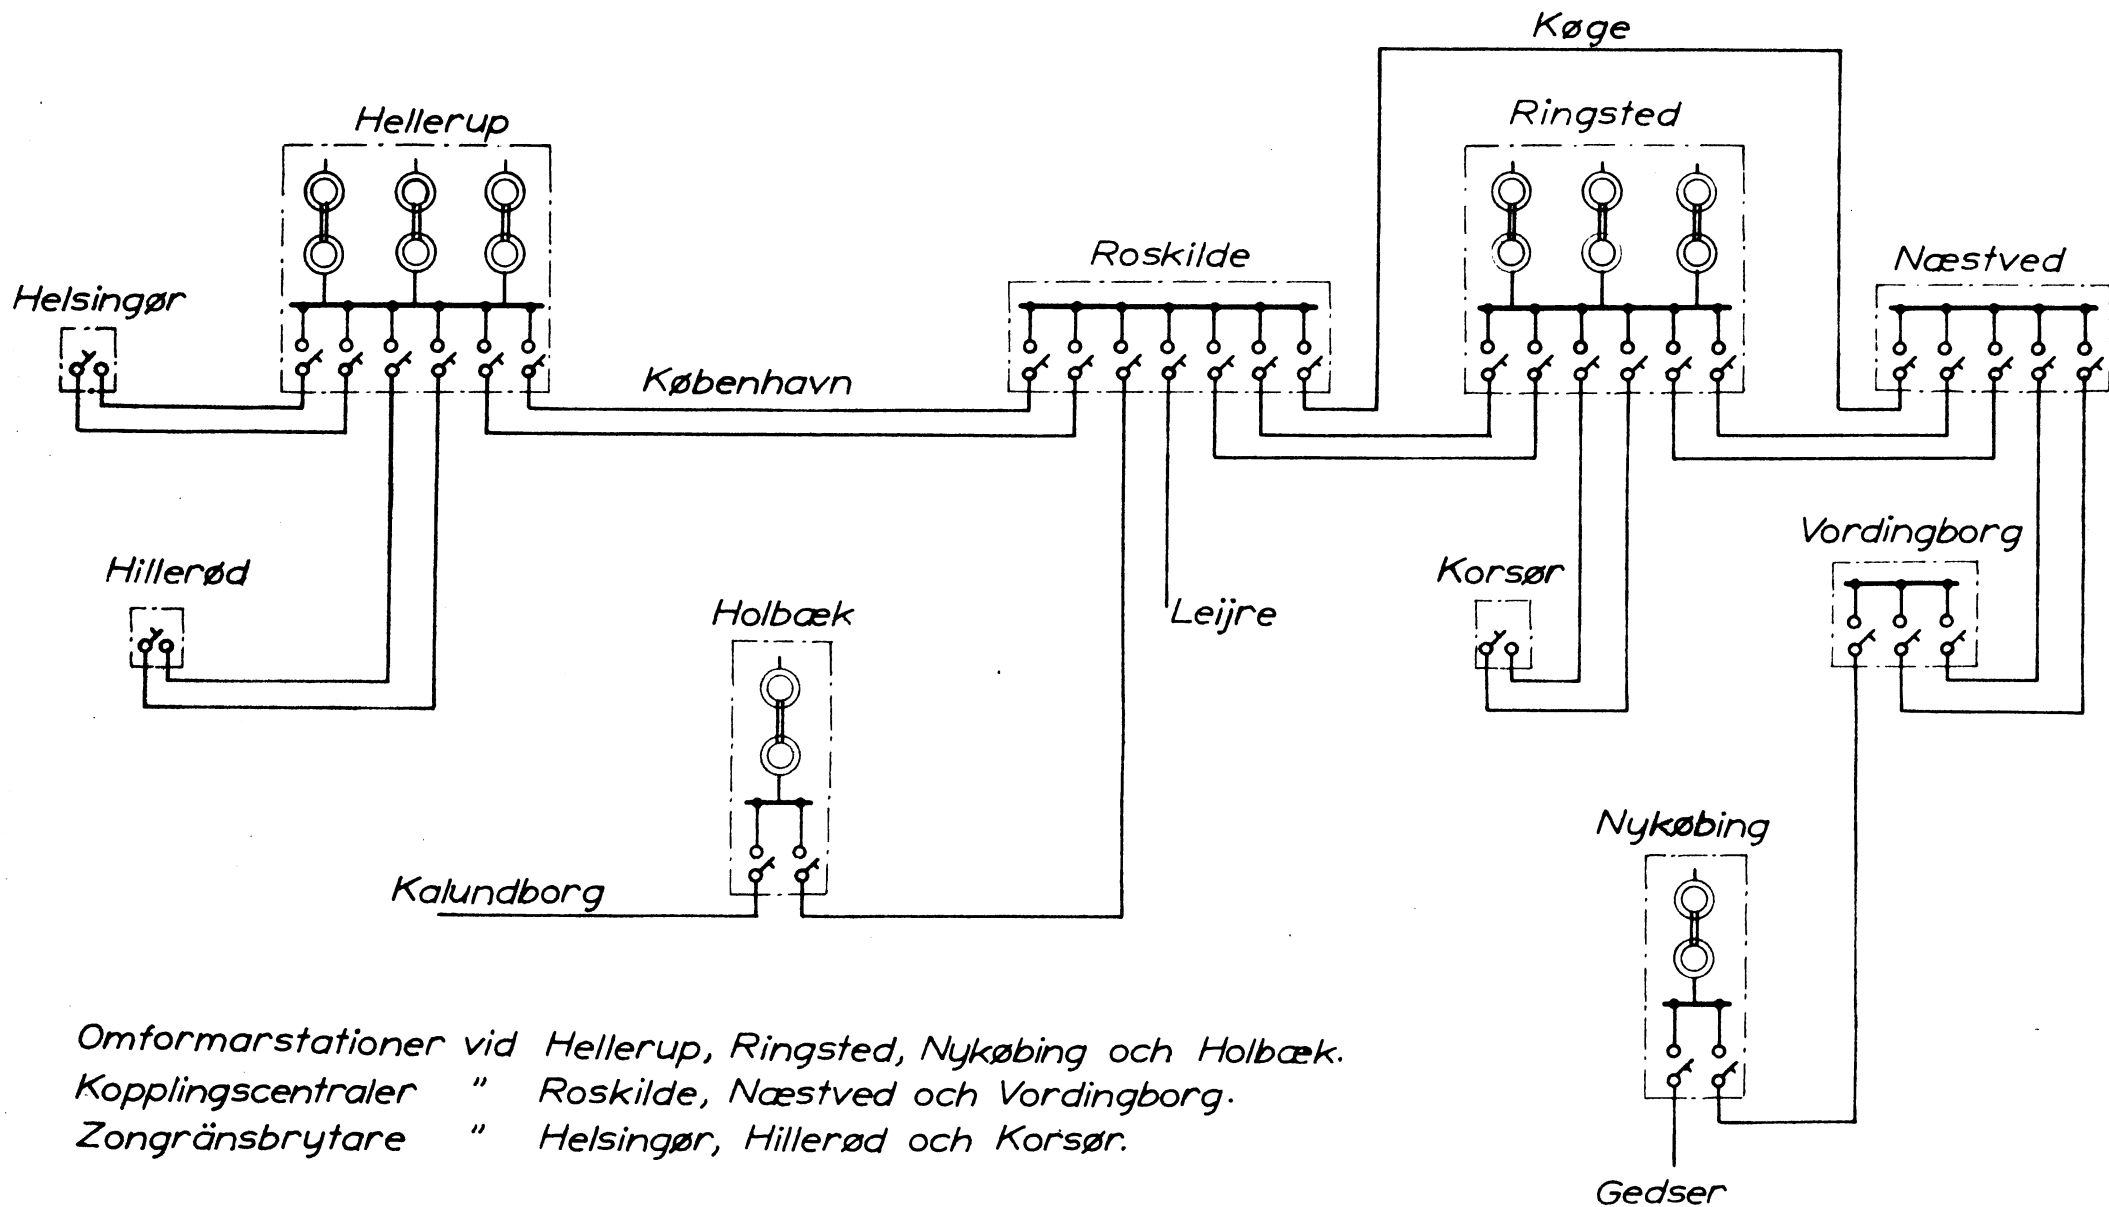 Køge
Hellerup
Ringsted
Roskilde
Næstved
Helsingør
København
Vordingborg
Hillerød
Korsør
Holbæk
Leijre
Nykøbing
Kalundborg
Omformarstationer vid Hellerup, Ringsted, Nykøbing och Holbæk.
Kopplingscentraler " Roskilde, Næstved och Vordingborg.
Zongränsbrytare " Helsingør, Hillerød och Korsør.
Gedser